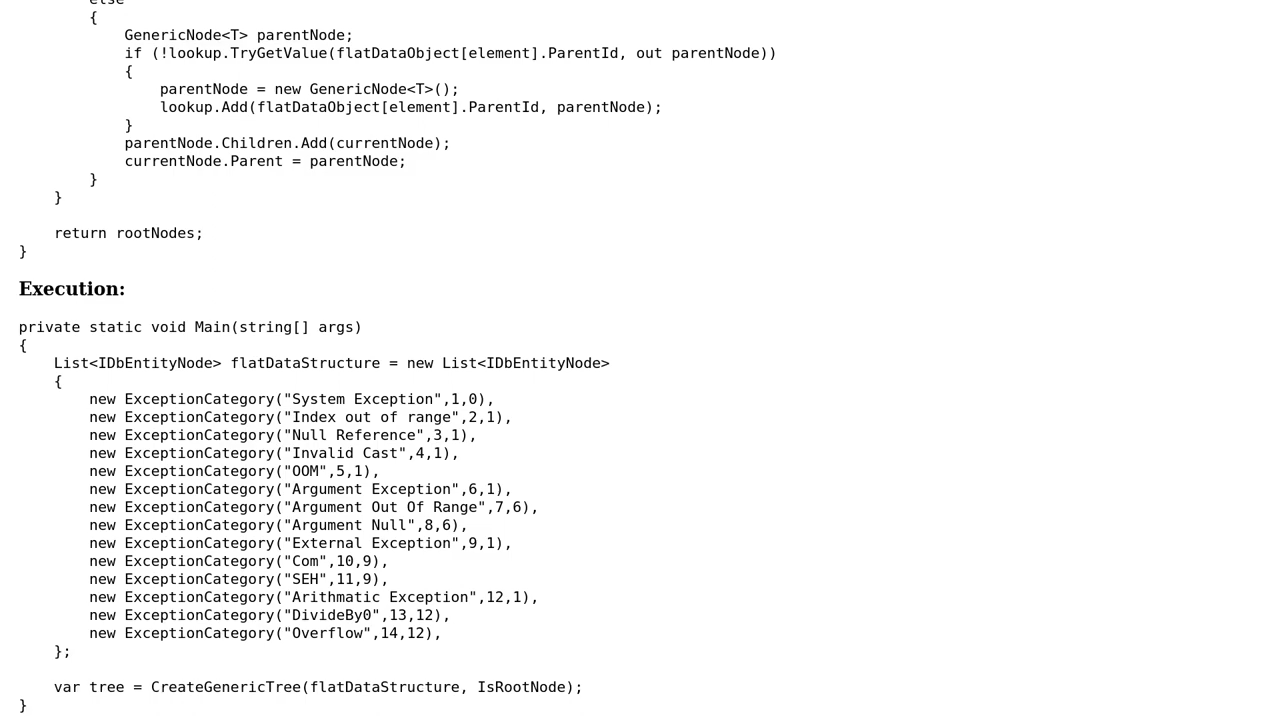 else
{
GenericNode<T> parentNode;
if (!lookup.TryGetValue(flatDataObject[element].ParentId, out parentNode))
{
parentNode = new GenericNode<T>();
lookup.Add(flatDataObject[element].ParentId, parentNode);
}
parentNode.Children.Add(currentNode);
currentNode.Parent = parentNode;
}
}
return rootNodes;
}
Execution:
private static void Main(string[] args)
{
List<IDbEntityNode> flatDataStructure = new List<IDbEntityNode>
{
new ExceptionCategory("System Exception",1,0),
new ExceptionCategory("Index out of range",2,1),
new ExceptionCategory("Null Reference",3,1),
new ExceptionCategory("Invalid Cast",4,1),
new ExceptionCategory("OOM",5,1),
new ExceptionCategory("Argument Exception",6,1),
new ExceptionCategory("Argument Out Of Range",7,6),
new ExceptionCategory("Argument Null",8,6),
new ExceptionCategory("External Exception",9,1),
new ExceptionCategory("Com",10,9),
new ExceptionCategory("SEH",11,9),
new ExceptionCategory("Arithmatic Exception",12,1),
new ExceptionCategory("DivideBy0",13,12),
new ExceptionCategory("Overflow",14,12),
};
var tree = CreateGenericTree(flatDataStructure, IsRootNode);
}